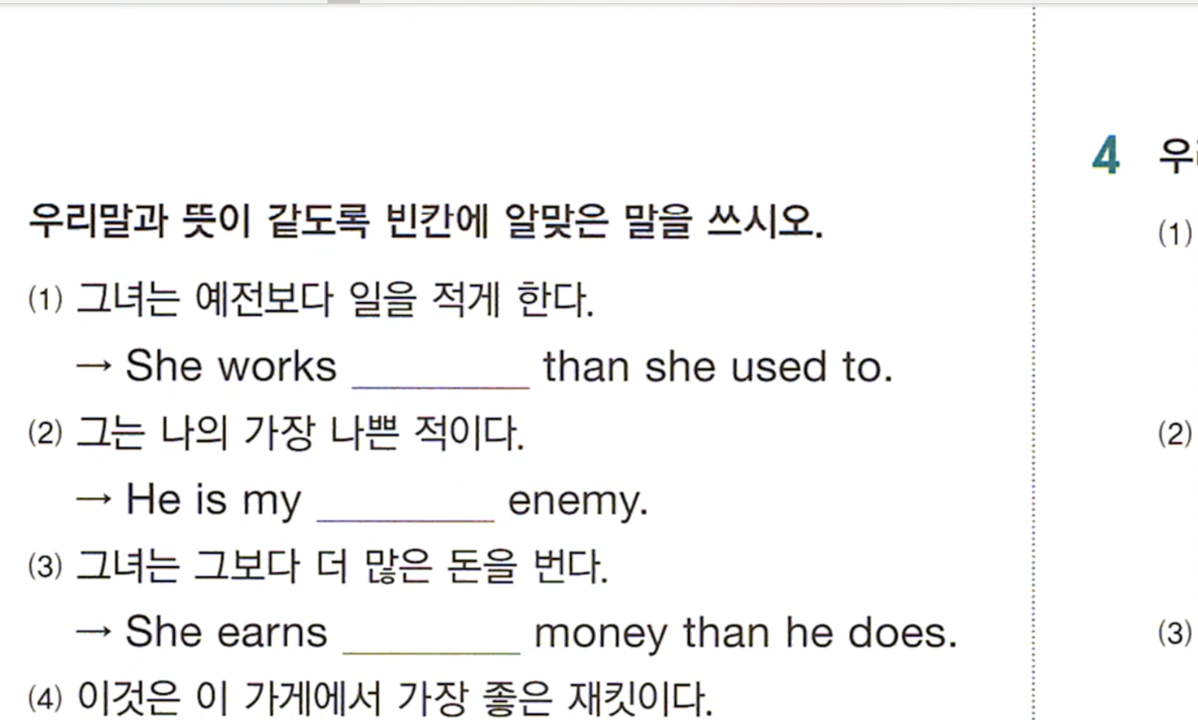 우리말과 뜻이 같도록 빈칸에 알맞은 말을 쓰시오.
(1) 그녀는 예전보다 일을 적게 한다.
→ She works ________ than she used to.
(2) 그는 나의 가장 나쁜 적이다.
→ He is my ________ enemy.
(3) 그녀는 그보다 더 많은 돈을 번다.
→ She earns ________ money than he does.
(4) 이것은 이 가게에서 가장 좋은 재킷이다.
4
(1)
(2)
(3)